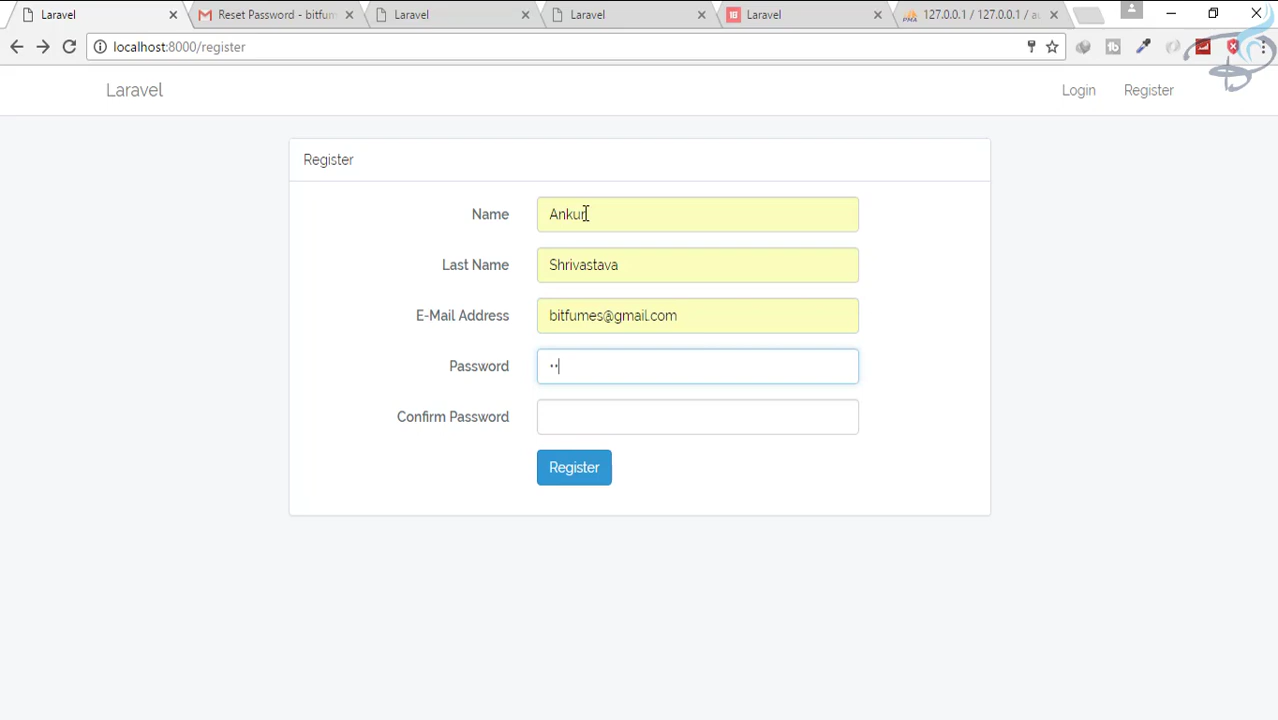 Laravel
Reset Password - bitfum
Laravel
Laravel
Laravel
127.0.0.1 / 127.0.0.1 / a
localhost:8000/register
Laravel
Login
Register
Register
Name
Ankur
Last Name
Shrivastava
E-Mail Address
bitfumes@gmail.com
Password
Confirm Password
Register